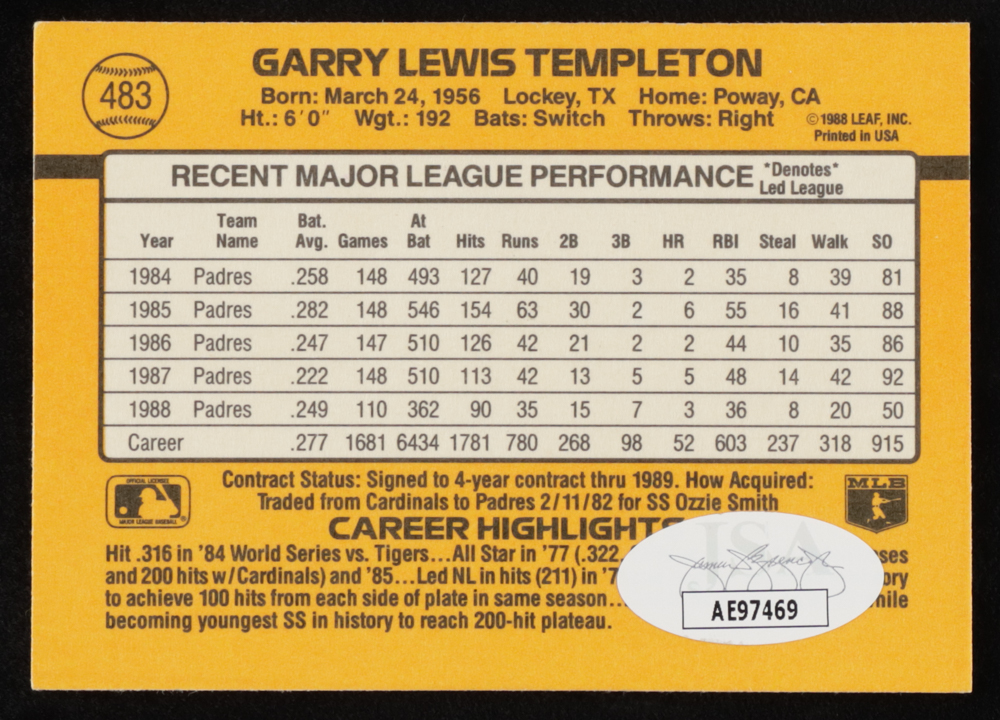 483
GARRY LEWIS TEMPLETON
Born: March 24, 1956 Lockey, TX Home: Poway, CA
Ht.: 6'0" Wgt.: 192 Bats: Switch Throws: Right
©1988 LEAF, INC.
Printed in USA
RECENT MAJOR LEAGUE PERFORMANCE *Denotes* Led League
Year Team Name Bat. Avg. Games At Bat Hits Runs 2B 3B HR RBI Steal Walk SO
1984 Padres .258 148 493 127 40 19 3 2 35 8 39 81
1985 Padres .282 148 546 154 63 30 2 6 55 16 41 88
1986 Padres .247 147 510 126 42 21 2 2 44 10 35 86
1987 Padres .222 148 510 113 42 13 5 5 48 14 42 92
1988 Padres .249 110 362 90 35 15 7 3 36 8 20 50
Career .277 1681 6434 1781 780 268 98 52 603 237 318 915
OFFICIAL LICENSEE
MAJOR LEAGUE BASEBALL
Contract Status: Signed to 4-year contract thru 1989. How Acquired:
Traded from Cardinals to Padres 2/11/82 for SS Ozzie Smith
MLB
CAREER HIGHLIGHTS
Hit .316 in '84 World Series vs. Tigers...All Star in '77 (.322
and 200 hits w/Cardinals) and '85...Led NL in hits (211) in '7
to achieve 100 hits from each side of plate in same season...
becoming youngest SS in history to reach 200-hit plateau.
JSA
AE97469